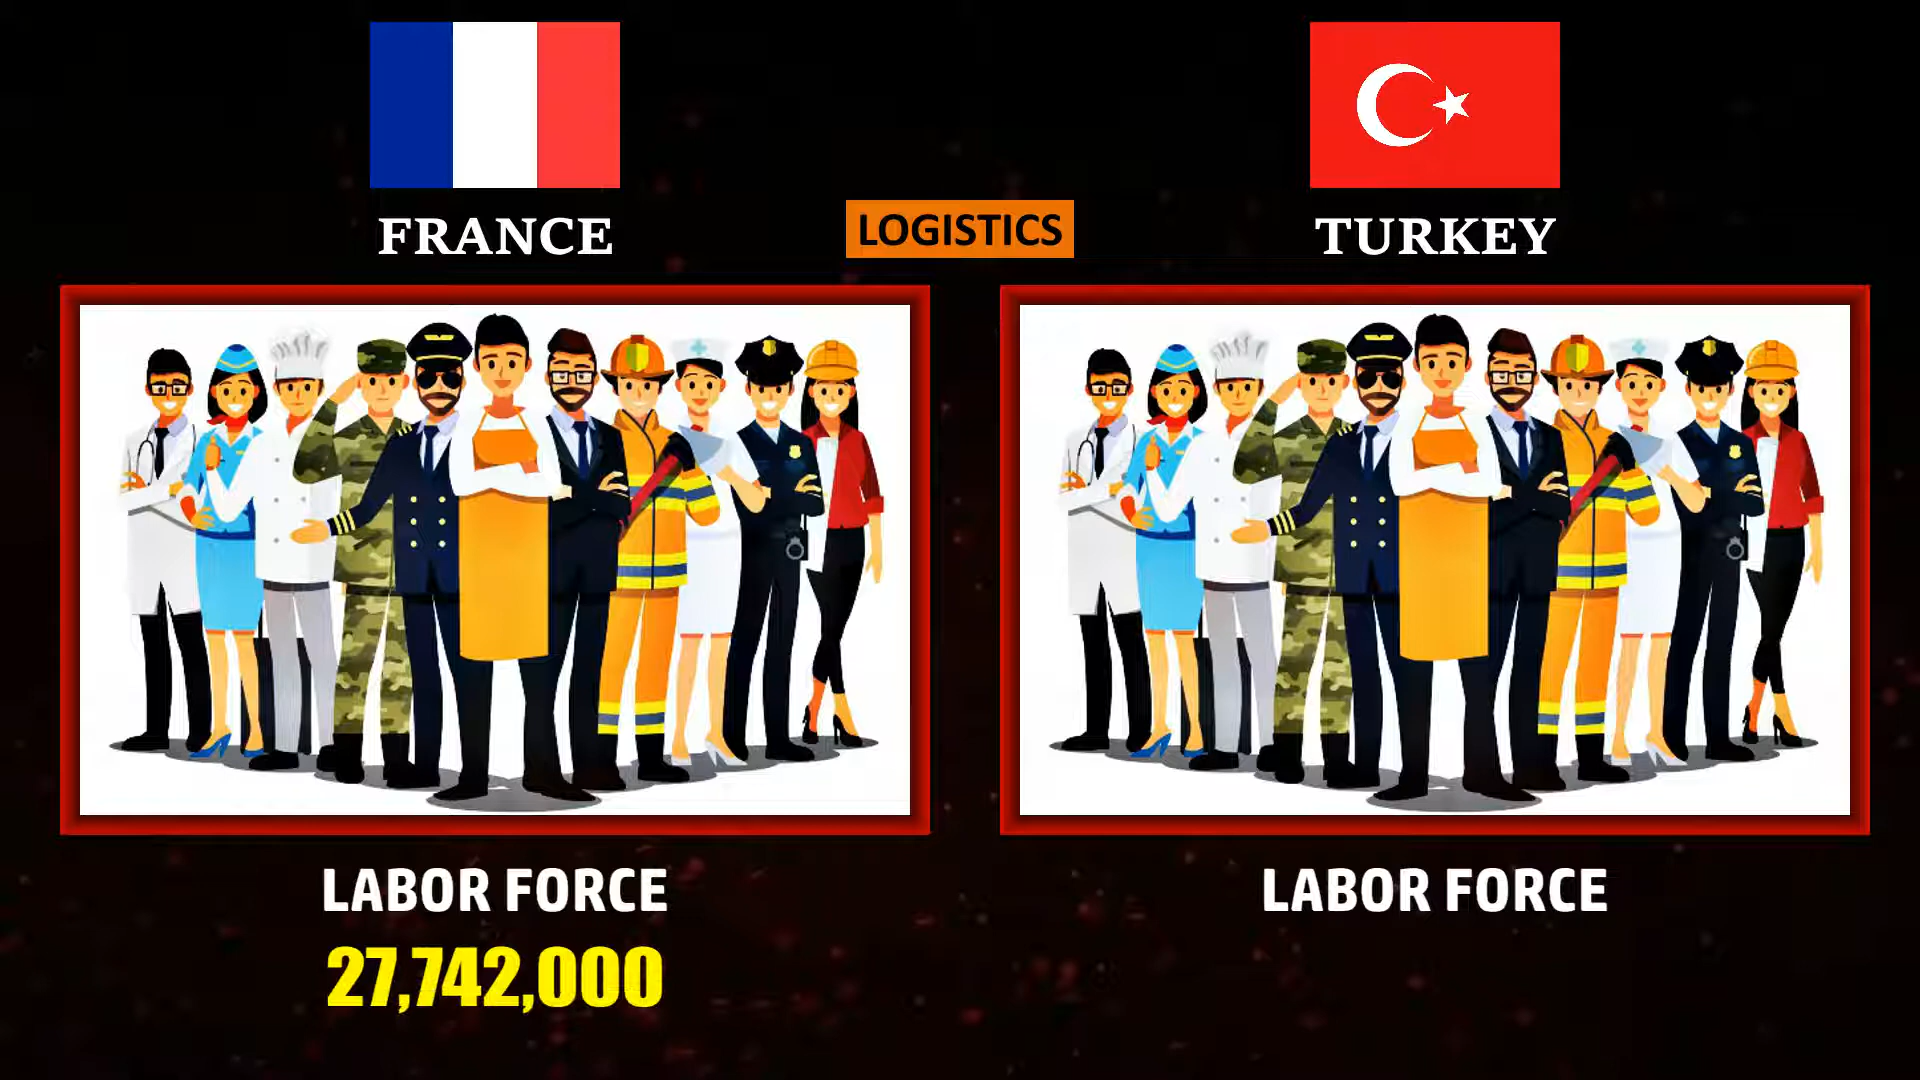 FRANCE
LOGISTICS
TURKEY
LABOR FORCE
27,742,000
LABOR FORCE